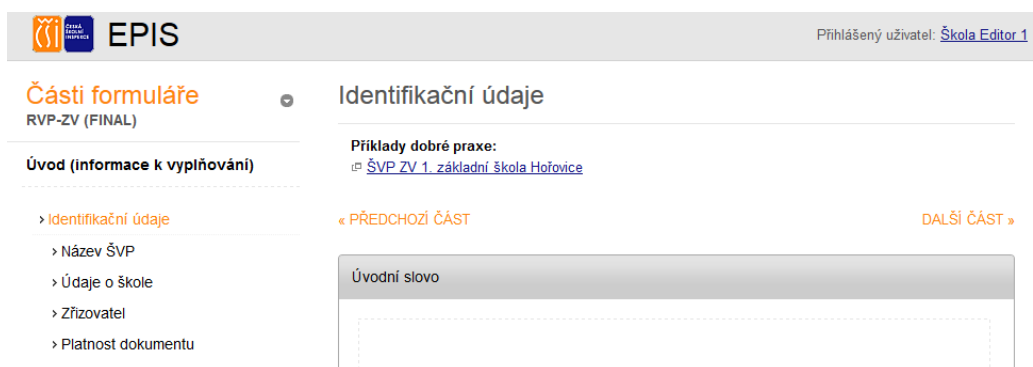 ČŠI ČESKÁ
ŠKOLNÍ
INSPEKCE
EPIS
Přihlášený uživatel: Škola Editor 1
Části formuláře
RVP-ZV (FINAL)
Úvod (informace k vyplňování)
› Identifikační údaje
› Název ŠVP
› Údaje o škole
› Zřizovatel
› Platnost dokumentu
Identifikační údaje
Příklady dobré praxe:
ŠVP ZV 1. základní škola Hořovice
« PŘEDCHOZÍ ČÁST
DALŠÍ ČÁST »
Úvodní slovo